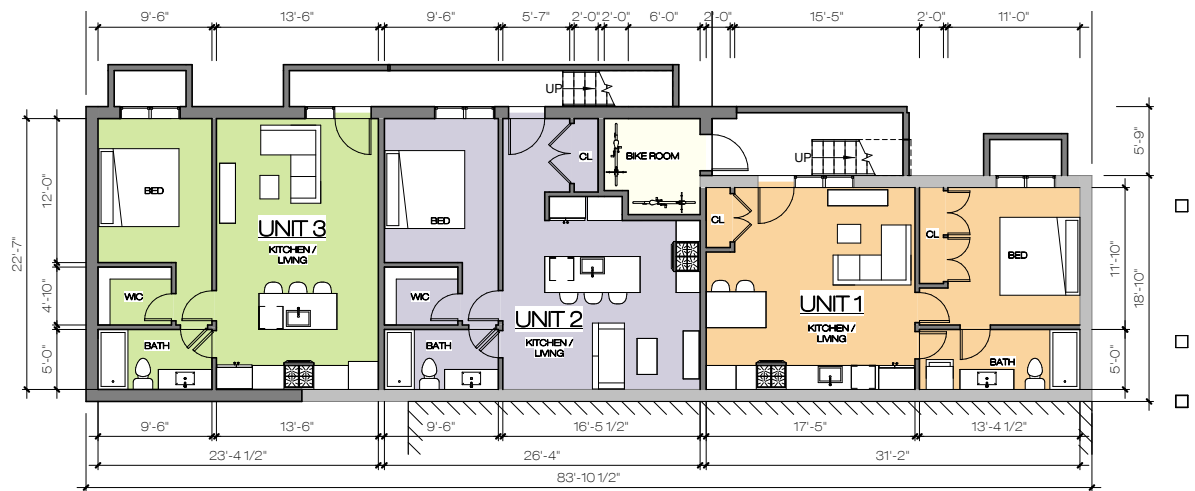 9'-6" 13'-6" 9'-6" 5'-7" 2'-0" 2'-0" 6'-0" 2'-0" 15'-5" 2'-0" 11'-0"
UP
5'-9"
CL
BIKE ROOM
UP
BED
BED
12'-0"
UNIT 3
KITCHEN /
LIVING
CL
CL
BED
22'-7"
11'-10"
18'-10"
WIC
WIC
4'-10"
UNIT 2
KITCHEN /
LIVING
UNIT 1
KITCHEN /
LIVING
BATH
BATH
BATH
5'-0"
5'-0"
9'-6" 13'-6" 9'-6" 16'-5 1/2" 17'-5" 13'-4 1/2"
23'-4 1/2" 26'-4" 31'-2"
83'-10 1/2"